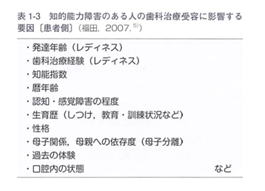 表 1-3 知的能力障害のある人の歯科治療受容に影響する
要因〔患者側〕(福田, 2007.⁵⁾)
・発達年齢(レディネス)
・歯科治療経験(レディネス)
・知能指数
・暦年齢
・認知・感覚障害の程度
・生育歴(しつけ, 教育・訓練状況など)
・性格
・母子関係, 母親への依存度(母子分離)
・過去の体験
・口腔内の状態 など